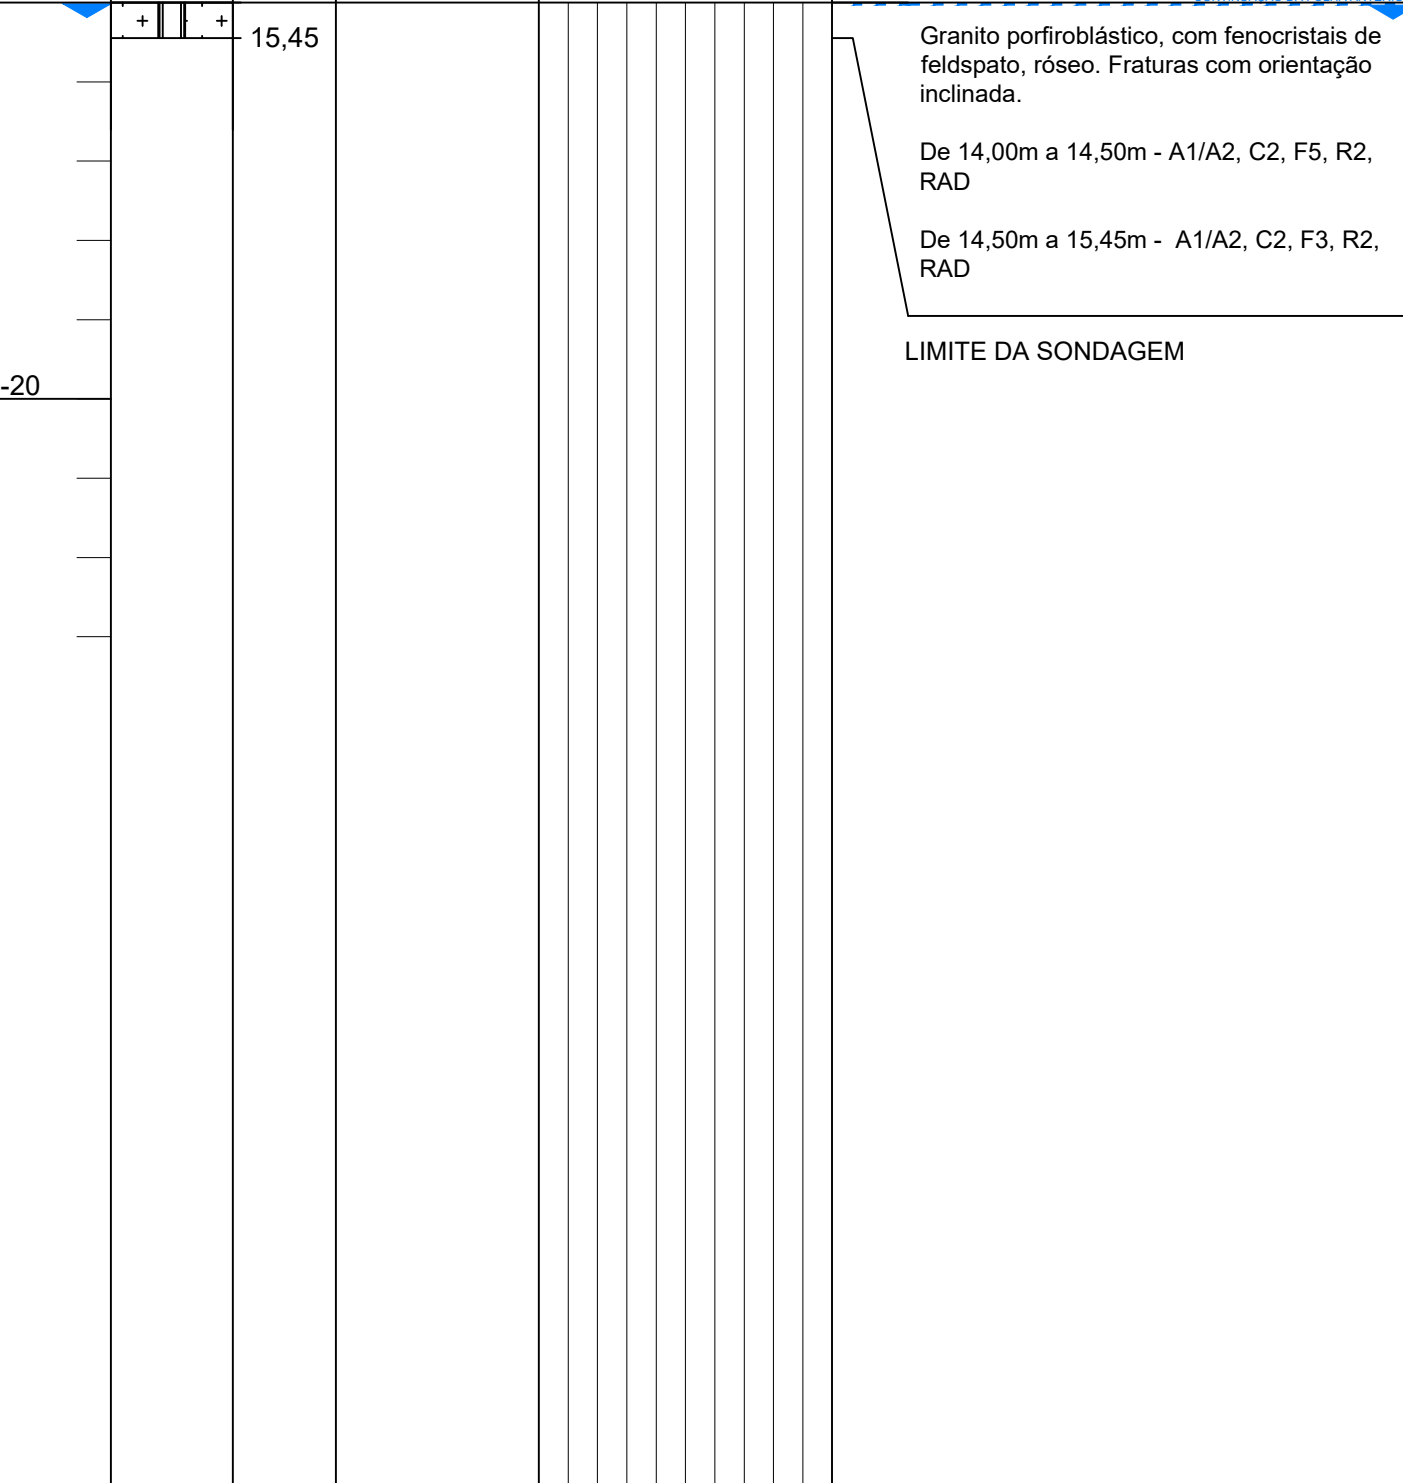 15,45
Granito porfiroblástico, com fenocristais de
feldspato, róseo. Fraturas com orientação
inclinada.
De 14,00m a 14,50m - A1/A2, C2, F5, R2,
RAD
De 14,50m a 15,45m - A1/A2, C2, F3, R2,
RAD
LIMITE DA SONDAGEM
-20